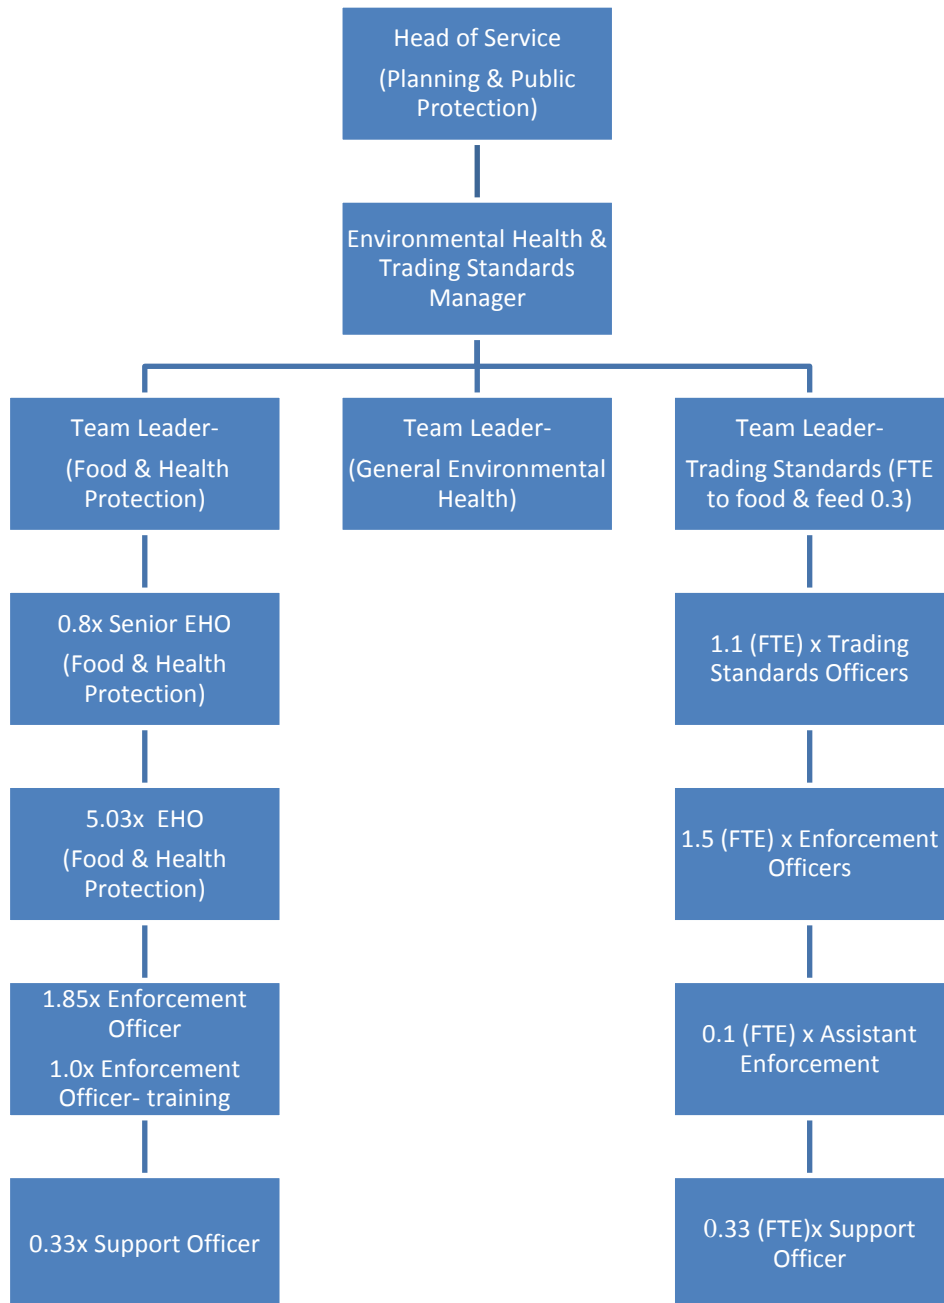 Head of Service
(Planning & Public
Protection)
Environmental Health &
Trading Standards
Manager
Team Leader-
(Food & Health
Protection)
Team Leader-
(General Environmental
Health)
Team Leader-
Trading Standards (FTE
to food & feed 0.3)
0.8x Senior EHO
(Food & Health
Protection)
1.1 (FTE) x Trading
Standards Officers
5.03x  EHO
(Food & Health
Protection)
1.5 (FTE) x Enforcement
Officers
1.85x Enforcement
Officer
1.0x Enforcement
Officer- training
0.1 (FTE) x Assistant
Enforcement
0.33x Support Officer
0.33 (FTE)x Support
Officer